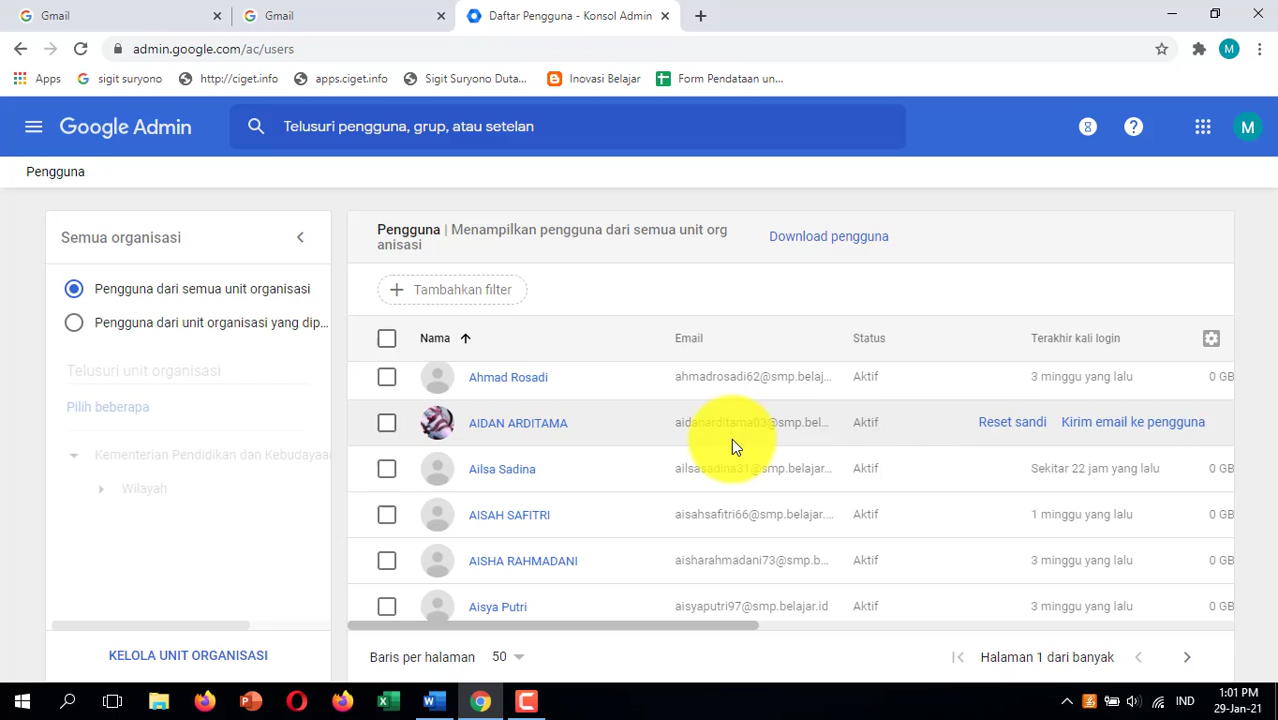 Gmail
Gmail
Daftar Pengguna - Konsol Admin
admin.google.com/ac/users
M
Apps
sigit suryono
http://ciget.info
apps.ciget.info
Sigit Suryono Duta...
Inovasi Belajar
Form Pendataan un...
Google Admin
Telusuri pengguna, grup, atau setelan
M
Pengguna
Semua organisasi
Pengguna dari semua unit organisasi
Pengguna dari unit organisasi yang dip...
Telusuri unit organisasi
Pilih beberapa
Kementerian Pendidikan dan Kebudayaan
Wilayah
KELOLA UNIT ORGANISASI
Pengguna | Menampilkan pengguna dari semua unit org
anisasi
Download pengguna
Tambahkan filter
Nama Email Status Terakhir kali login
Ahmad Rosadi ahmadrosadi62@smp.belaj... Aktif 3 minggu yang lalu 0 GB
AIDAN ARDITAMA aidanarditama03@smp.bel... Aktif Reset sandi Kirim email ke pengguna
Ailsa Sadina ailsasadina31@smp.belajar... Aktif Sekitar 22 jam yang lalu 0 GB
AISAH SAFITRI aisahsafitri66@smp.belajar.... Aktif 1 minggu yang lalu 0 GB
AISHA RAHMADANI aisharahmadani73@smp.b... Aktif 3 minggu yang lalu 0 GB
Aisya Putri aisyaputri97@smp.belajar.id Aktif 3 minggu yang lalu 0 GB
Baris per halaman 50 Halaman 1 dari banyak
IND
1:01 PM
29-Jan-21